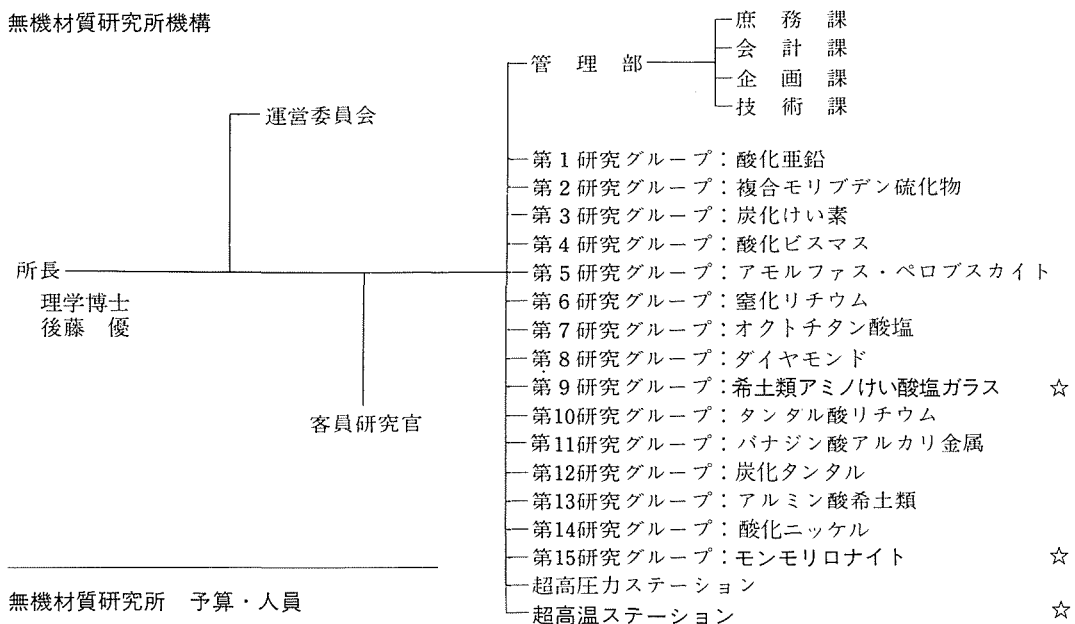 無機材質研究所機構
庶務課
会計課
管理部
企画課
技術課
運営委員会
第1研究グループ：酸化亜鉛
第2研究グループ：複合モリブデン硫化物
第3研究グループ：炭化けい素
第4研究グループ：酸化ビスマス
所長
第5研究グループ：アモルファス・ペロブスカイト
理学博士
後藤 優
第6研究グループ：窒化リチウム
第7研究グループ：オクトチタン酸塩
第8研究グループ：ダイヤモンド
第9研究グループ：希土類アミノけい酸塩ガラス ☆
客員研究官
第10研究グループ：タンタル酸リチウム
第11研究グループ：バナジン酸アルカリ金属
第12研究グループ：炭化タンタル
第13研究グループ：アルミン酸希土類
第14研究グループ：酸化ニッケル
第15研究グループ：モンモリロナイト ☆
超高圧力ステーション
超高温ステーション ☆
無機材質研究所 予算・人員